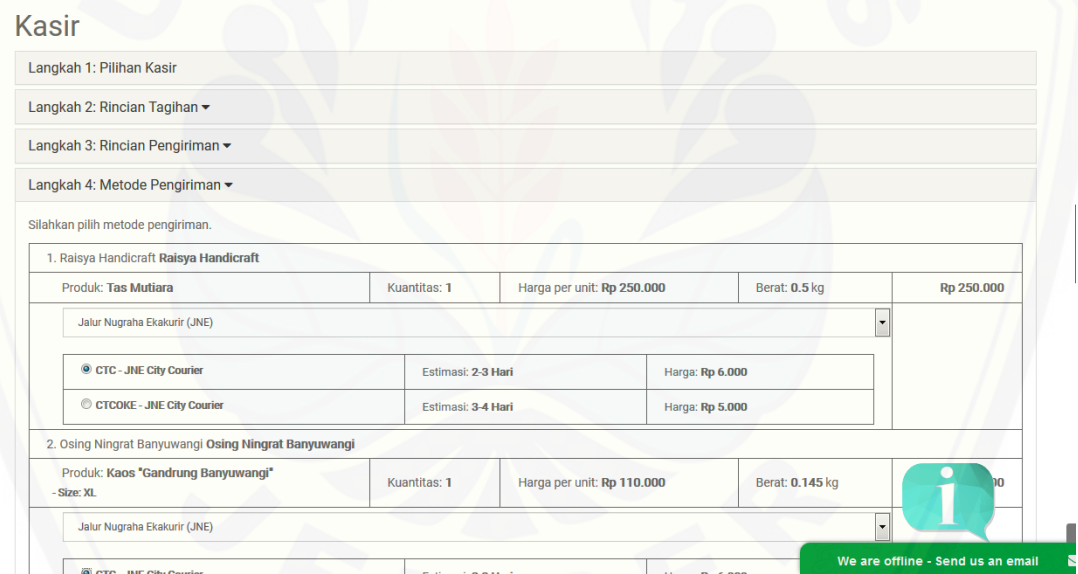 Kasir
Langkah 1: Pilihan Kasir
Langkah 2: Rincian Tagihan
Langkah 3: Rincian Pengiriman
Langkah 4: Metode Pengiriman
Silahkan pilih metode pengiriman.
1. Raisya Handicraft Raisya Handicraft
Produk: Tas Mutiara Kuantitas: 1 Harga per unit: Rp 250.000 Berat: 0.5 kg Rp 250.000
Jalur Nugraha Ekakurir (JNE)
CTC - JNE City Courier Estimasi: 2-3 Hari Harga: Rp 6.000
CTCOKE - JNE City Courier Estimasi: 3-4 Hari Harga: Rp 5.000
2. Osing Ningrat Banyuwangi Osing Ningrat Banyuwangi
Produk: Kaos "Gandrung Banyuwangi" Kuantitas: 1 Harga per unit: Rp 110.000 Berat: 0.145 kg
- Size: XL
Jalur Nugraha Ekakurir (JNE)
We are offline - Send us an email
CTC - JNE City Courier